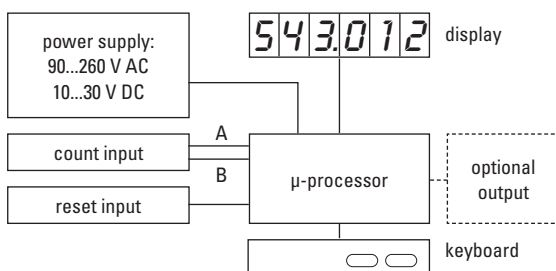 power supply:
90...260 V AC
10...30 V DC
543.012
display
count input
A
B
reset input
µ-processor
optional
output
keyboard